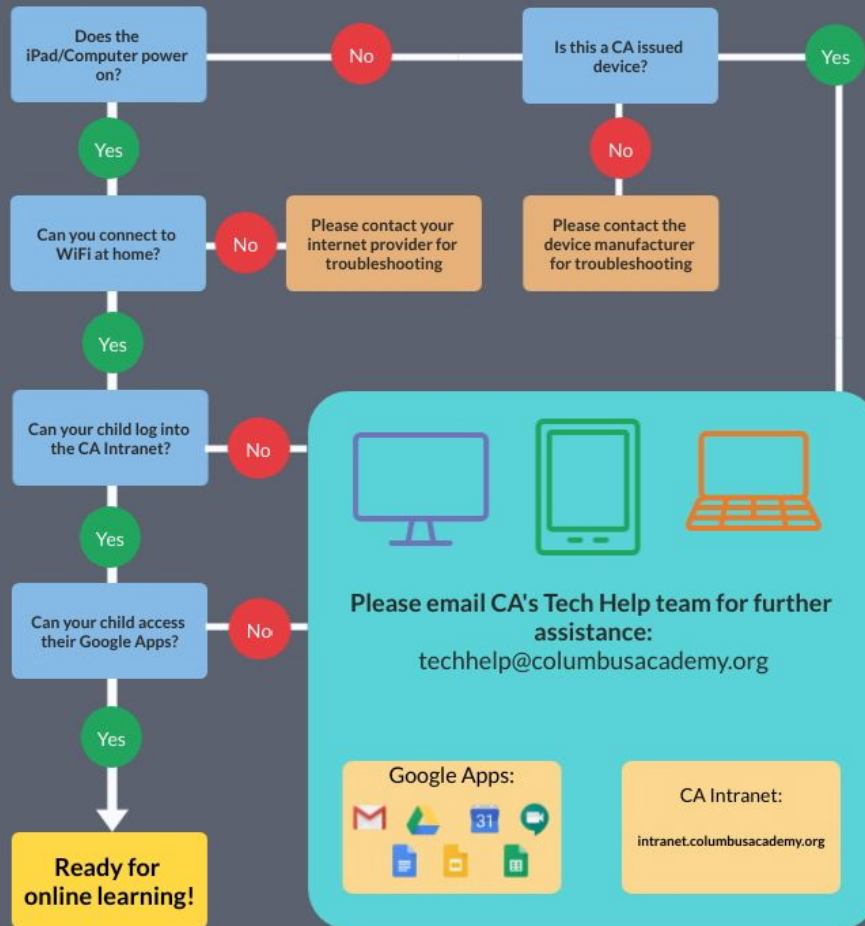 Does the
iPad/Computer power
on?
No
Is this a CA issued
device?
Yes
Yes
No
Can you connect to
WiFi at home?
No
Please contact your
internet provider for
troubleshooting
Please contact the
device manufacturer
for troubleshooting
Yes
Can your child log into
the CA Intranet?
No
Yes
Please email CA's Tech Help team for further
assistance:
techhelp@columbusacademy.org
Can your child access
their Google Apps?
No
Yes
Google Apps:
31
CA Intranet:
intranet.columbusacademy.org
Ready for
online learning!